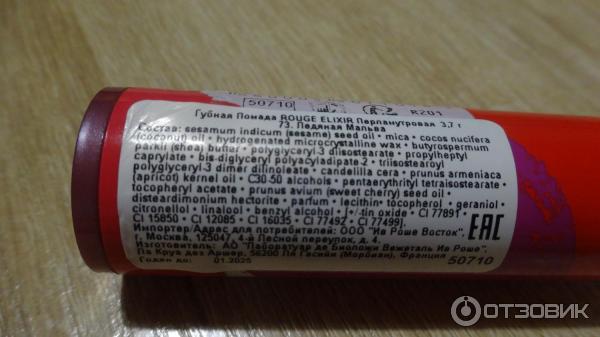 50710 R201
Губная Помада ROUGE ELIXIR Перламутровая 3,7 г
73. Ледяная Мальва
Состав: sesamum indicum (sesame) seed oil • mica • cocos nucifera
(coconut) oil • hydrogenated microcrystalline wax • butyrospermum
parkii (shea) butter • polyglyceryl-3 diisostearate • propylheptyl
caprylate • bis-diglyceryl polyacyladipate-2 • triisostearoyl
polyglyceryl-3 dimer dilinoleate • candelilla cera • prunus armeniaca
(apricot) kernel oil • C30-50 alcohols • pentaerythrityl tetraisostearate •
tocopheryl acetate • prunus avium (sweet cherry) seed oil •
disteardimonium hectorite • parfum • lecithin • tocopherol • geraniol •
citronellol • linalool • benzyl alcohol • [+/- tin oxide • CI 77891 •
CI 15850 • CI 12085 • CI 16035 • CI 77492 • CI 77499]
Импортер/Адрес для потребителей: ООО "Ив Роше Восток",
г. Москва, 125047, 4-й Лесной переулок, д. 4.
Изготовитель: АО "Лаборатуар де Биоложи Вежеталь Ив Роше",
Ла Круа дез Аршер, 56200 Ля Гасийи (Морбиан), Франция
Годен до: 01.2025 50710
EAC
ОТЗОВИК